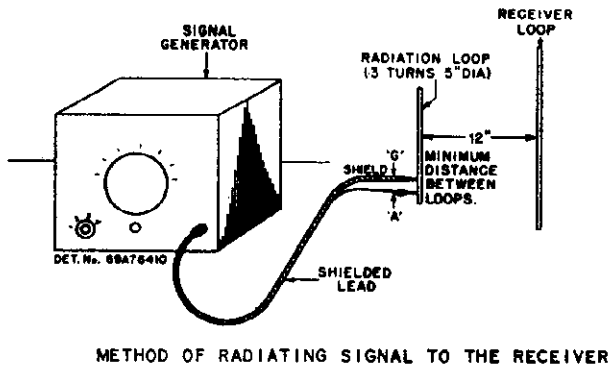 SIGNAL
GENERATOR
RECEIVER
LOOP
RADIATION LOOP
(3 TURNS 5" DIA)
12"
MINIMUM
DISTANCE
BETWEEN
LOOPS.
'G'
SHIELD
'A'
SHIELDED
LEAD
DET. No. 69A76410
METHOD OF RADIATING SIGNAL TO THE RECEIVER